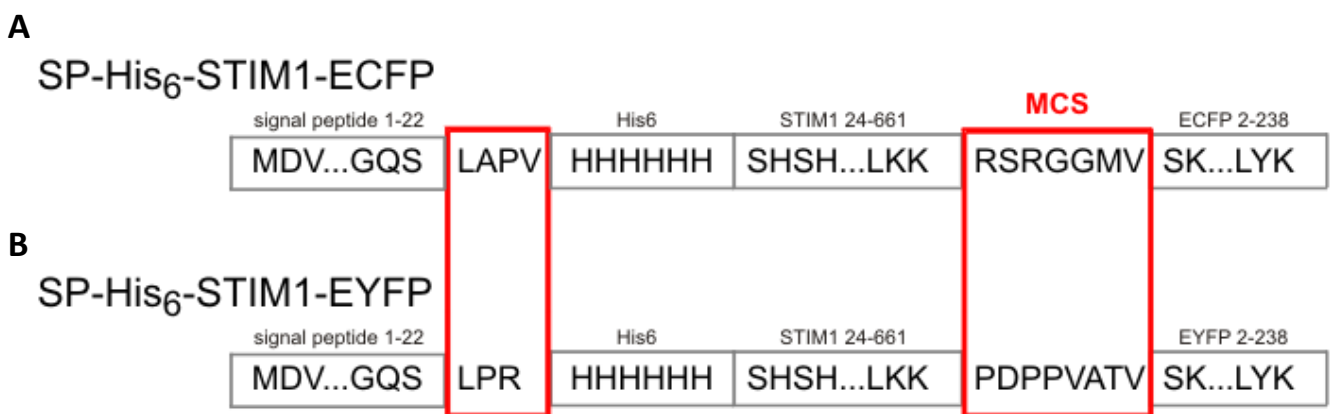 A
SP-His6-STIM1-ECFP
MCS
signal peptide 1-22 His6 STIM1 24-661 ECFP 2-238
MDV...GQS LAPV HHHHHH SHSH...LKK RSRGGMV SK...LYK
B
SP-His6-STIM1-EYFP
signal peptide 1-22 His6 STIM1 24-661 EYFP 2-238
MDV...GQS LPR HHHHHH SHSH...LKK PDPPVATV SK...LYK